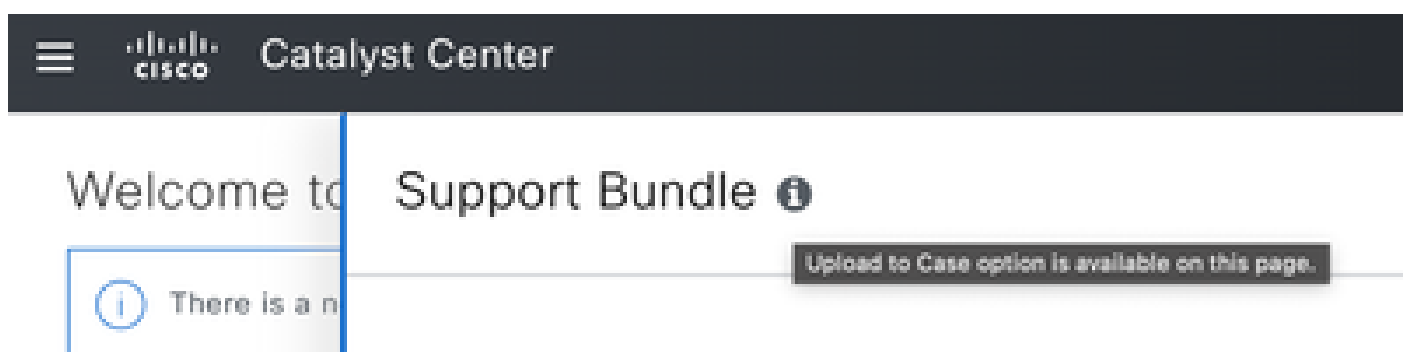 cisco Catalyst Center
Welcome to
Support Bundle
Upload to Case option is available on this page.
There is a n